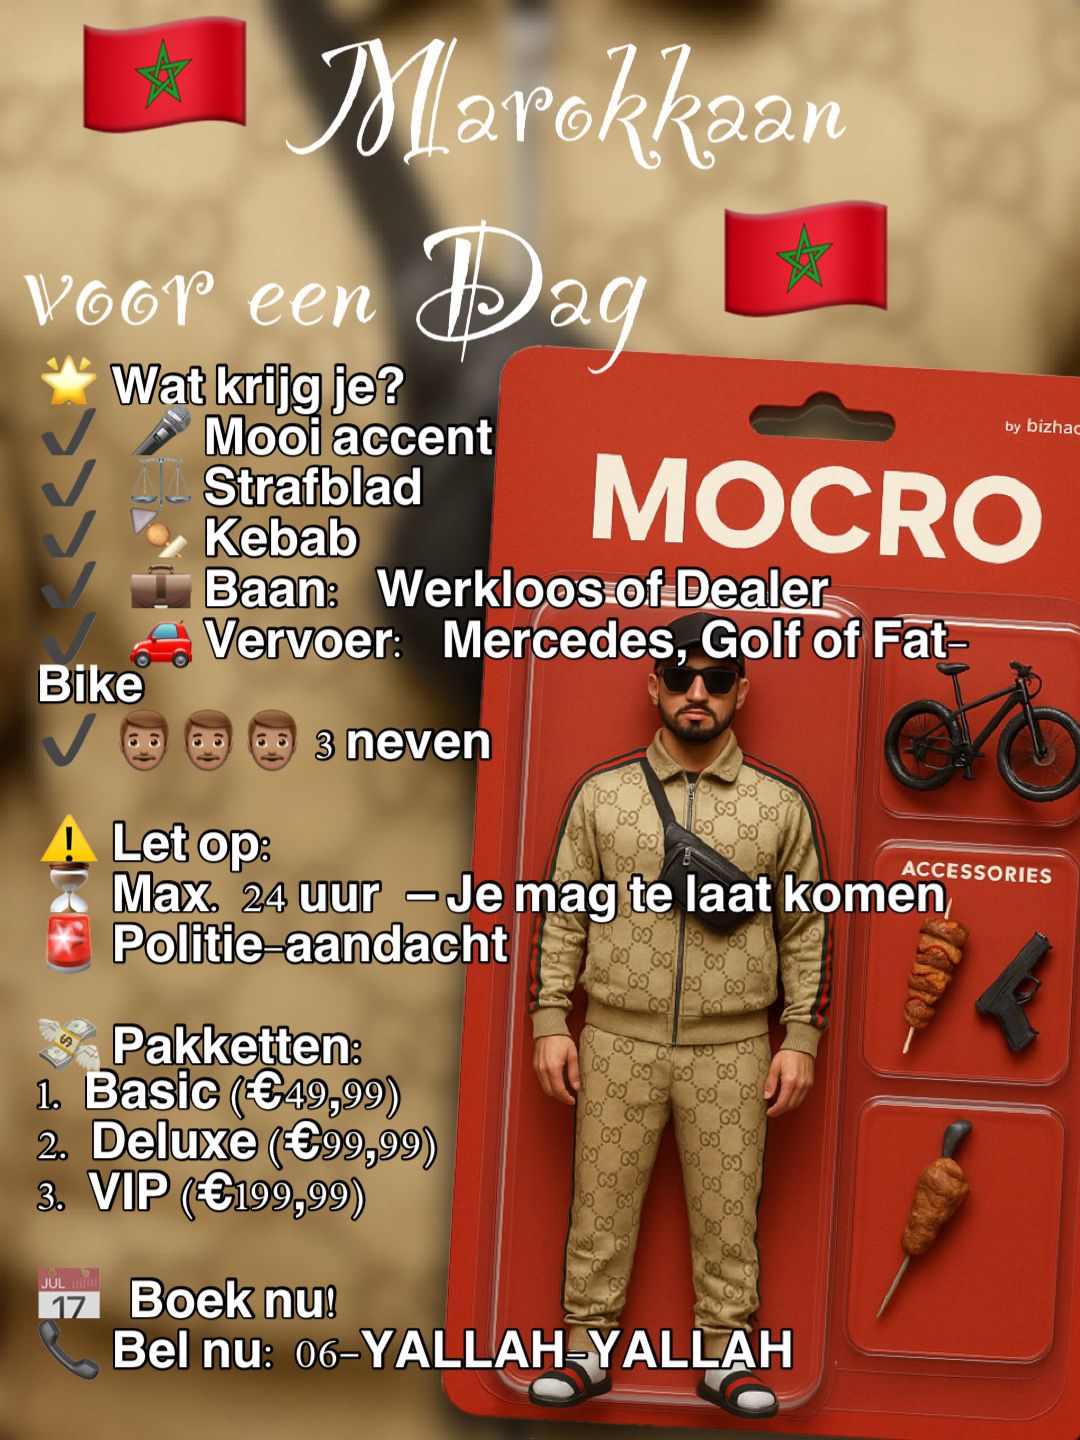 Marokkaan
voor een Dag
Wat krijg je?
Mooi accent
Strafblad
Kebab
Baan: Werkloos of Dealer
Vervoer: Mercedes, Golf of Fat-
Bike
3 neven
Let op:
Max. 24 uur – Je mag te laat komen
Politie-aandacht
Pakketten:
1. Basic (€49,99)
2. Deluxe (€99,99)
3. VIP (€199,99)
JUL
17
Boek nu!
Bel nu: 06-YALLAH-YALLAH
by bizhac
MOCRO
ACCESSORIES